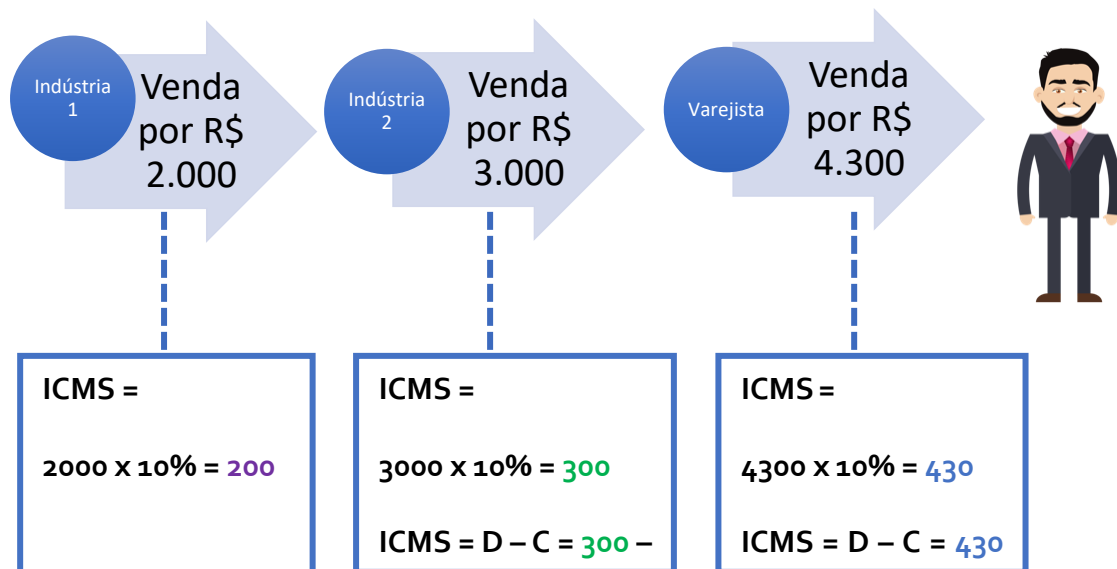 Indústria
1
Venda
por R$
2.000
Indústria
2
Venda
por R$
3.000
Varejista
Venda
por R$
4.300
ICMS =
2000 x 10% = 200
ICMS =
3000 x 10% = 300
ICMS = D – C = 300 –
ICMS =
4300 x 10% = 430
ICMS = D – C = 430